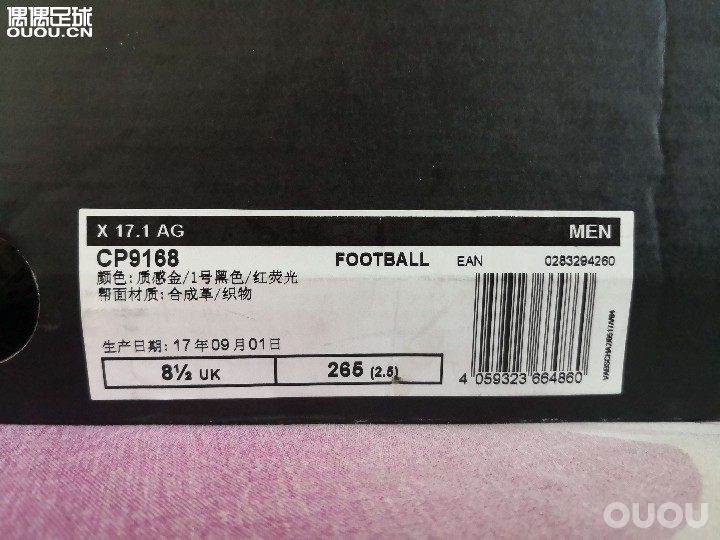 偶偶足球
OUOU.CN
X 17.1 AG MEN
CP9168 FOOTBALL EAN 0283294260
颜色:质感金/1号黑色/红荧光
帮面材质:合成革/织物
生产日期:17年09月01日
8½ UK 265 (2.5)
4 059323 664860
OUOU